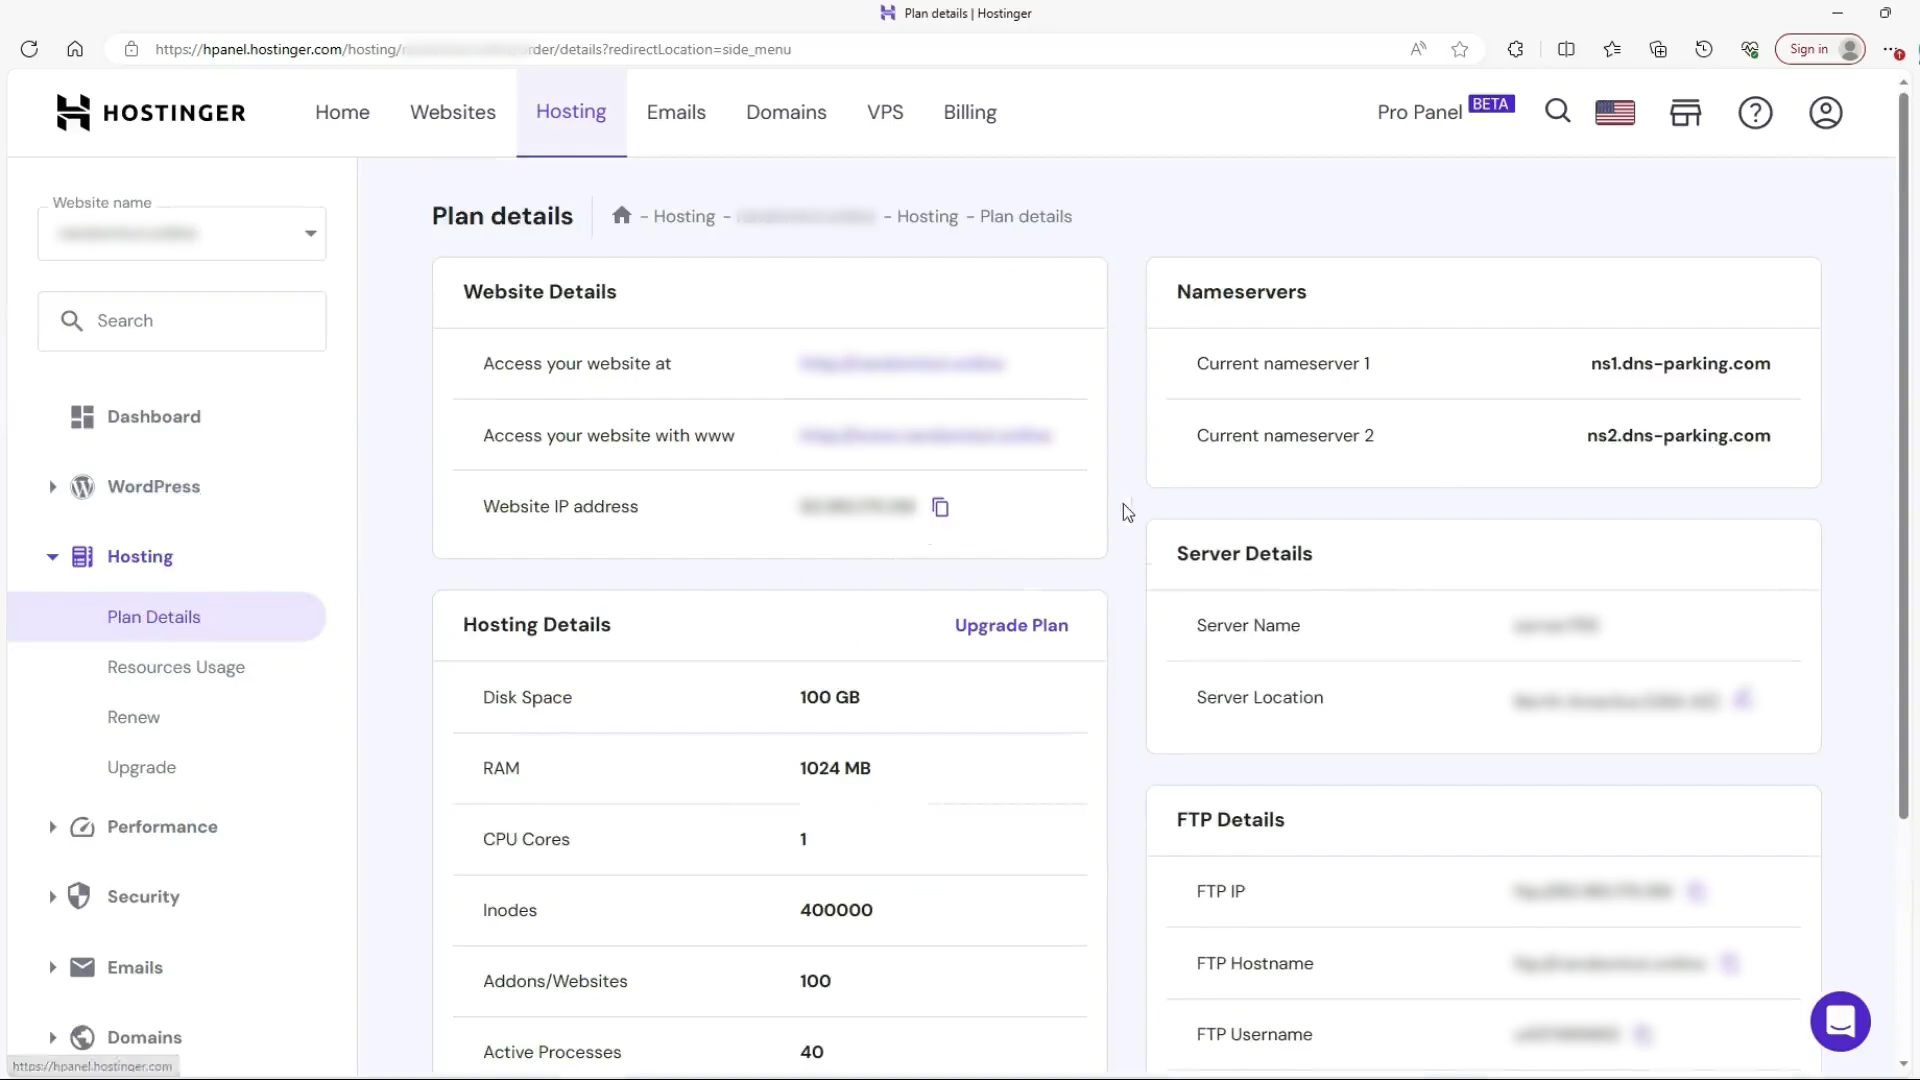 Plan details | Hostinger
https://hpanel.hostinger.com/hosting/
rder/details?redirectLocation=side_menu
Sign in
HOSTINGER
Home
Websites
Hosting
Emails
Domains
VPS
Billing
Pro Panel BETA
Website name
Search
Dashboard
WordPress
Hosting
Plan Details
Resources Usage
Renew
Upgrade
Performance
Security
Emails
Domains
https://hpanel.hostinger.com
Plan details
- Hosting -
- Hosting - Plan details
Website Details
Access your website at
Access your website with www
Website IP address
Hosting Details
Upgrade Plan
Disk Space 100 GB
RAM 1024 MB
CPU Cores 1
Inodes 400000
Addons/Websites 100
Active Processes 40
Nameservers
Current nameserver 1 ns1.dns-parking.com
Current nameserver 2 ns2.dns-parking.com
Server Details
Server Name
Server Location
FTP Details
FTP IP
FTP Hostname
FTP Username